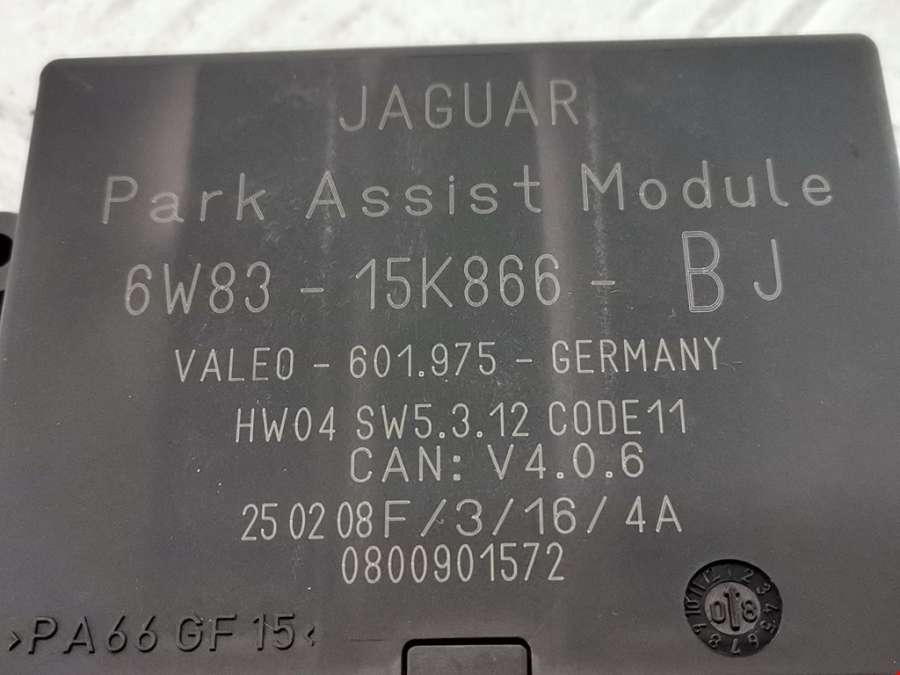 JAGUAR
Park Assist Module
6W83 - 15K866 - BJ
VALEO - 601.975 - GERMANY
HW04 SW5.3.12 CODE11
CAN: V4.0.6
25 02 08 F/3/16/4A
0800901572
>PA66 GF15<